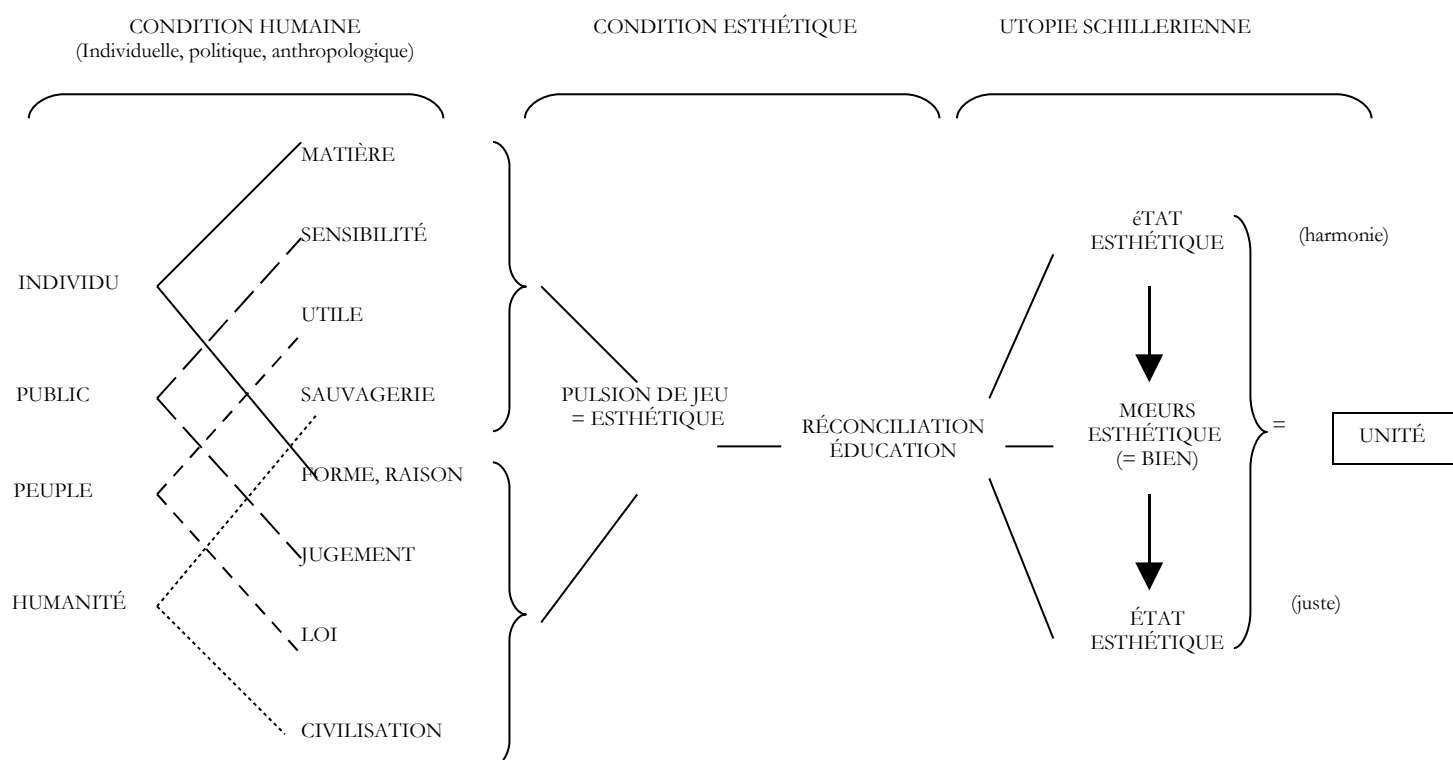 CONDITION HUMAINE
(Individuelle, politique, anthropologique)
CONDITION ESTHÉTIQUE
UTOPIE SCHILLERIENNE
INDIVIDU
PUBLIC
PEUPLE
HUMANITÉ
MATIÈRE
SENSIBILITÉ
UTILE
SAUVAGERIE
FORME, RAISON
JUGEMENT
LOI
CIVILISATION
PULSION DE JEU
= ESTHÉTIQUE
RÉCONCILIATION
ÉDUCATION
éTAT
ESTHÉTIQUE
(harmonie)
MŒURS
ESTHÉTIQUE
(= BIEN)
ÉTAT
ESTHÉTIQUE
(juste)
=
UNITÉ